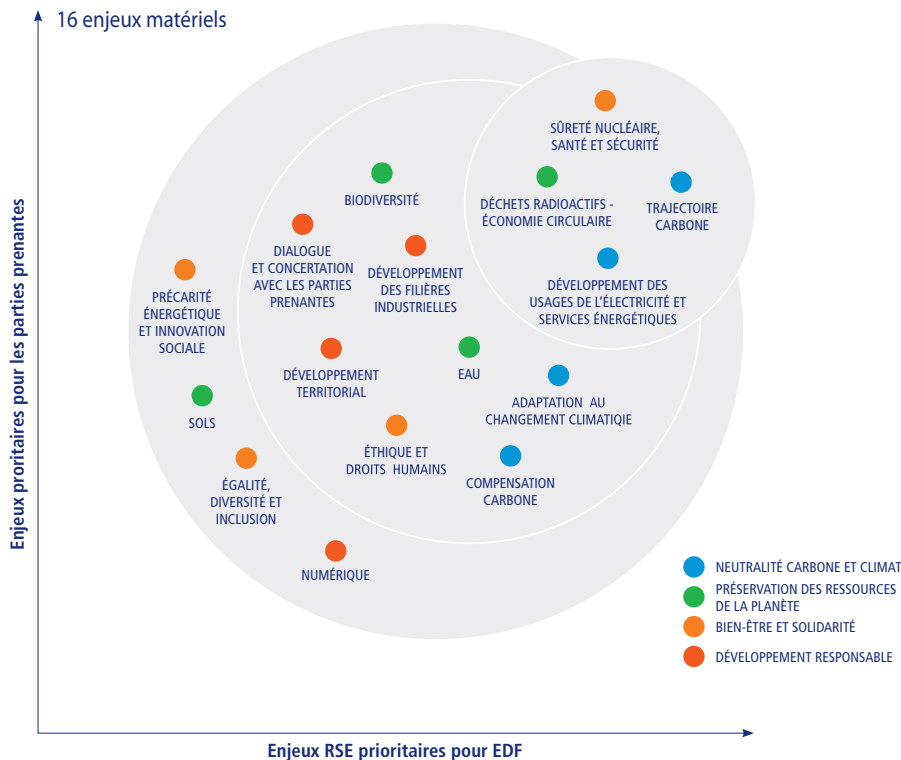 16 enjeux matériels
Enjeux proritaires pour les parties prenantes
SÛRETÉ NUCLÉAIRE,
SANTÉ ET SÉCURITÉ
BIODIVERSITÉ
DÉCHETS RADIOACTIFS -
ÉCONOMIE CIRCULAIRE
TRAJECTOIRE
CARBONE
DIALOGUE
ET CONCERTATION
AVEC LES PARTIES
PRENANTES
DÉVELOPPEMENT
DES FILIÈRES
INDUSTRIELLES
DÉVELOPPEMENT DES
USAGES DE L'ÉLECTRICITÉ ET
SERVICES ÉNERGÉTIQUES
PRÉCARITÉ
ÉNERGÉTIQUE
ET INNOVATION
SOCIALE
DÉVELOPPEMENT
TERRITORIAL
EAU
ADAPTATION AU
CHANGEMENT CLIMATIQIE
SOLS
ÉTHIQUE ET
DROITS HUMAINS
COMPENSATION
CARBONE
ÉGALITÉ,
DIVERSITÉ ET
INCLUSION
NUMÉRIQUE
NEUTRALITÉ CARBONE ET CLIMAT
PRÉSERVATION DES RESSOURCES
DE LA PLANÈTE
BIEN-ÊTRE ET SOLIDARITÉ
DÉVELOPPEMENT RESPONSABLE
Enjeux RSE prioritaires pour EDF